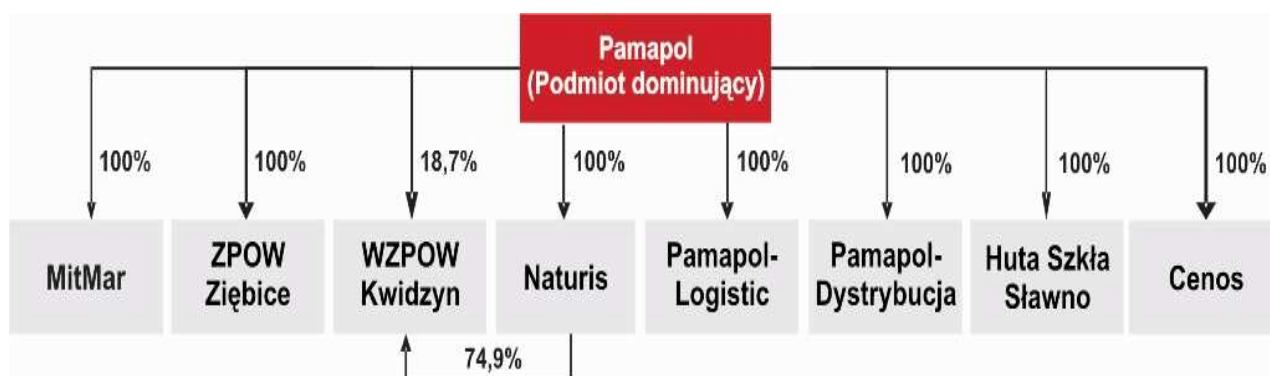 Pamapol
(Podmiot dominujący)
100%
100%
18,7%
100%
100%
100%
100%
100%
MitMar
ZPOW
Ziębice
WZPOW
Kwidzyn
Naturis
Pamapol-
Logistic
Pamapol-
Dystrybucja
Huta Szkła
Sławno
Cenos
74,9%